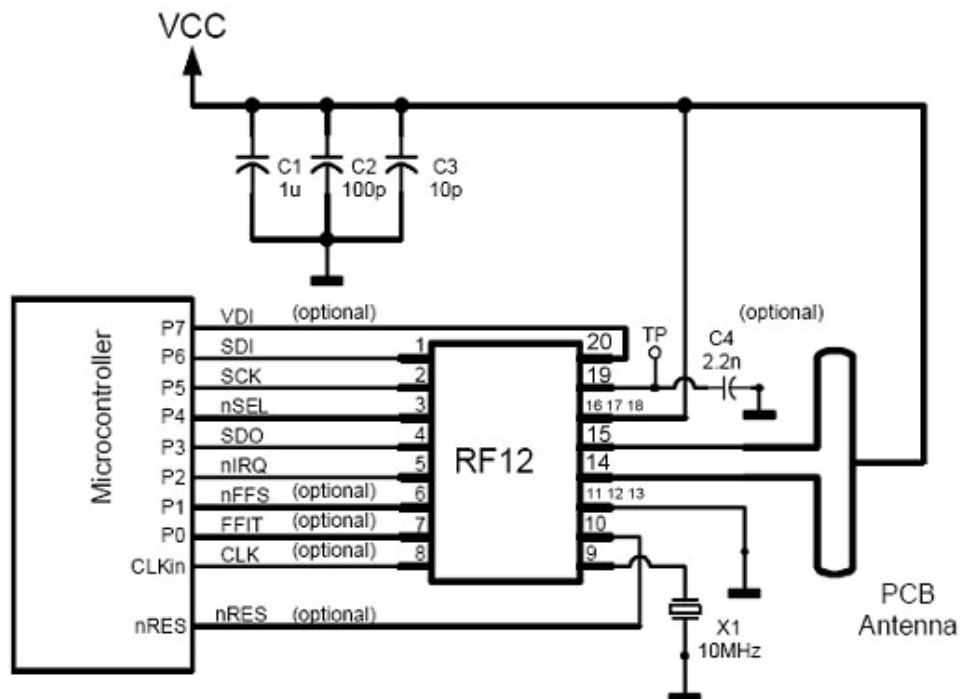 VCC
C1
1u
C2
100p
C3
10p
Microcontroller
P7 VDI (optional)
P6 SDI 1
P5 SCK 2
P4 nSEL 3
P3 SDO 4
P2 nIRQ 5
P1 nFFS (optional) 6
P0 FFIT (optional) 7
CLKin CLK (optional) 8
nRES nRES (optional)
RF12
20
19
16 17 18
15
14
11 12 13
10
9
TP
(optional)
C4
2.2n
X1
10MHz
PCB
Antenna